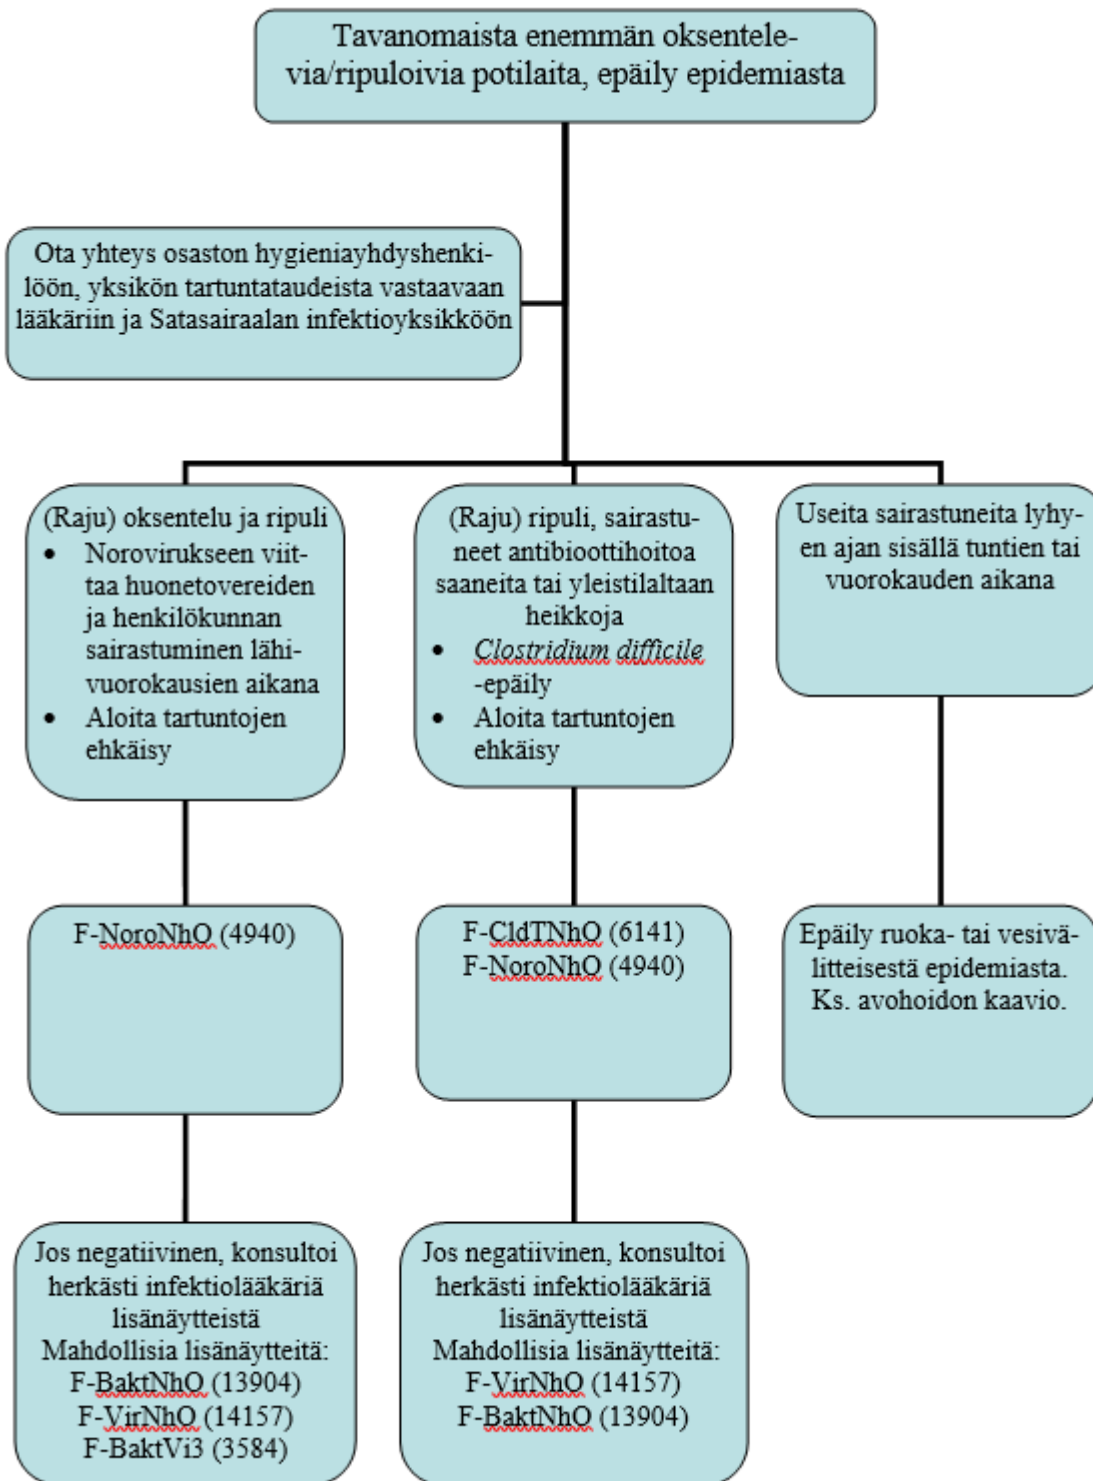 Tavanomaista enemmän oksentele-
via/ripuloivia potilaita, epäily epidemiasta
Ota yhteys osaston hygieniayhdyshenki-
löön, yksikön tartuntataudeista vastaavaan
lääkäriin ja Satasairaalan infektioyksikköön
(Raju) oksentelu ja ripuli
• Norovirukseen viit-
taa huonetovereiden
ja henkilökunnan
sairastuminen lähi-
vuorokausien aikana
• Aloita tartuntojen
ehkäisy
(Raju) ripuli, sairastu-
neet antibioottihoitoa
saaneita tai yleistilaltaan
heikkoja
• Clostridium difficile
-epäily
• Aloita tartuntojen
ehkäisy
Useita sairastuneita lyhy-
en ajan sisällä tuntien tai
vuorokauden aikana
F-NoroNhO (4940)
F-CldTNhO (6141)
F-NoroNhO (4940)
Epäily ruoka- tai vesivä-
litteisestä epidemiasta.
Ks. avohoidon kaavio.
Jos negatiivinen, konsultoi
herkästi infektiolääkäriä
lisänäytteistä
Mahdollisia lisänäytteitä:
F-BaktNhO (13904)
F-VirNhO (14157)
F-BaktVi3 (3584)
Jos negatiivinen, konsultoi
herkästi infektiolääkäriä
lisänäytteistä
Mahdollisia lisänäytteitä:
F-VirNhO (14157)
F-BaktNhO (13904)